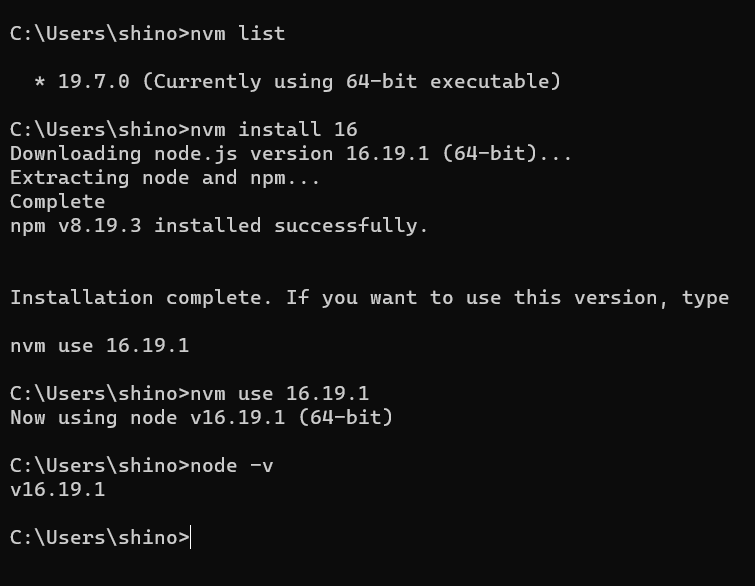 C:\Users\shino>nvm list
* 19.7.0 (Currently using 64-bit executable)
C:\Users\shino>nvm install 16
Downloading node.js version 16.19.1 (64-bit)...
Extracting node and npm...
Complete
npm v8.19.3 installed successfully.
Installation complete. If you want to use this version, type
nvm use 16.19.1
C:\Users\shino>nvm use 16.19.1
Now using node v16.19.1 (64-bit)
C:\Users\shino>node -v
v16.19.1
C:\Users\shino>